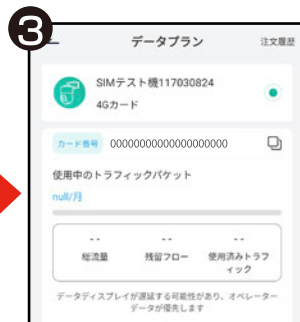 3
データプラン
注文履歴
SIMテスト機117030824
4Gカード
カード番号 00000000000000000000
使用中のトラフィックパケット
null/月
-- -- --
総流量 残留フロー 使用済みトラフ
ィック
データディスプレイが遅延する可能性があり、オペレーター
データが優先します